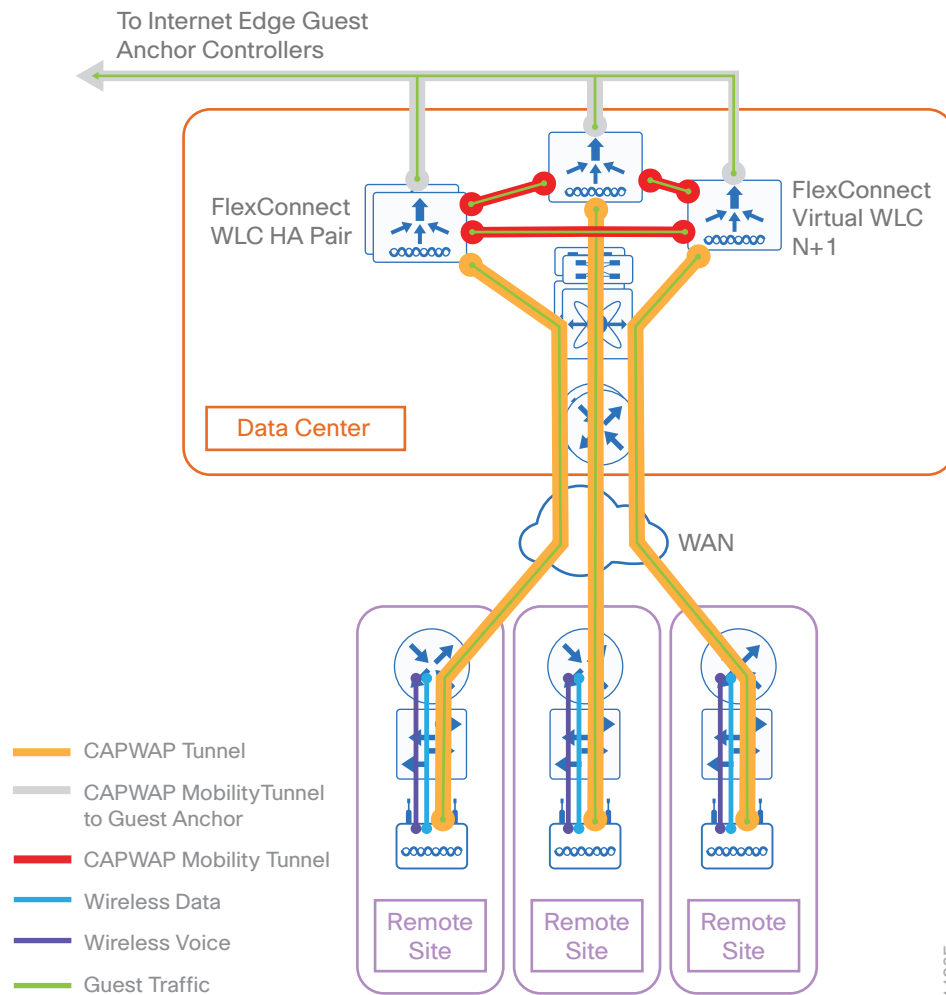 To Internet Edge Guest
Anchor Controllers
FlexConnect
WLC HA Pair
FlexConnect
Virtual WLC
N+1
Data Center
WAN
CAPWAP Tunnel
CAPWAP MobilityTunnel
to Guest Anchor
CAPWAP Mobility Tunnel
Wireless Data
Wireless Voice
Guest Traffic
Remote
Site
Remote
Site
Remote
Site